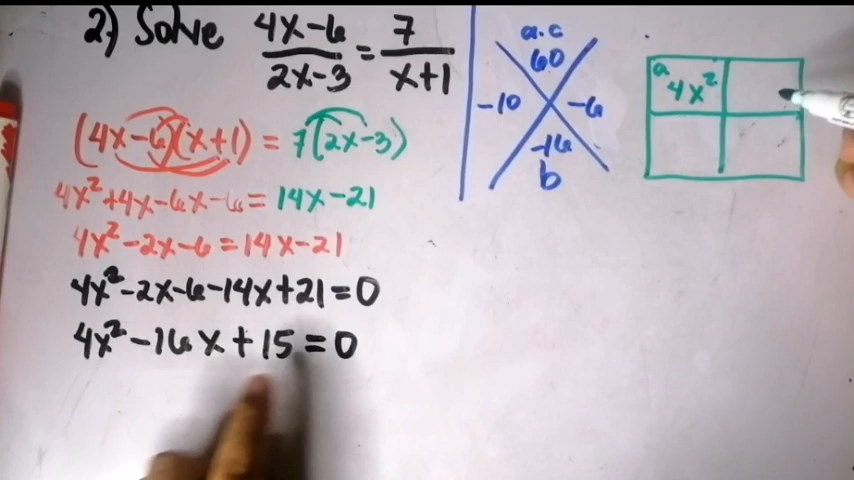 2) Solve (4x-6)/(2x-3) = 7/(x+1)
(4x-6)(x+1) = 7(2x-3)
4x²+4x-6x-6 = 14x-21
4x²-2x-6 = 14x-21
4x²-2x-6-14x+21=0
4x²-16x+15=0
a.c
60
-10 -6
-16
b
a
4x²